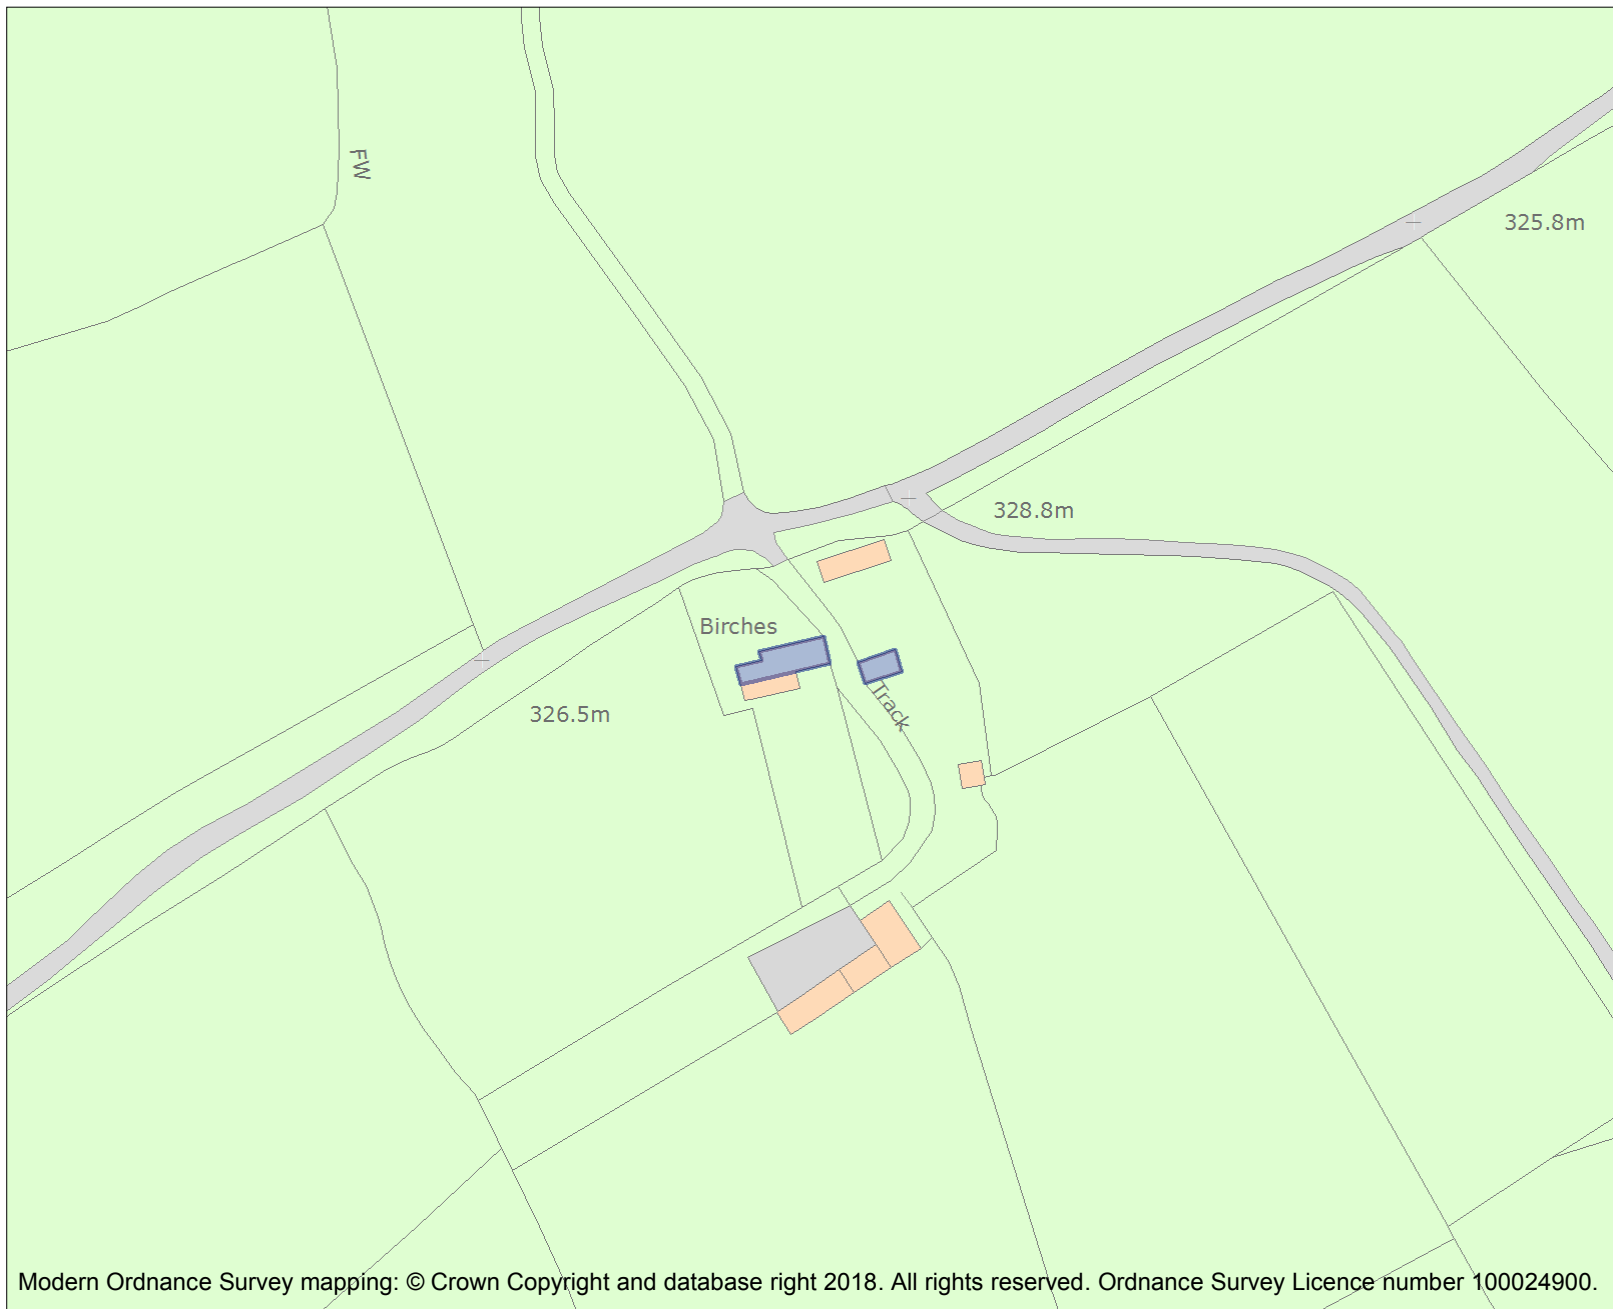 FW
325.8m
328.8m
Birches
Track
326.5m
Modern Ordnance Survey mapping: © Crown Copyright and database right 2018. All rights reserved. Ordnance Survey Licence number 100024900.